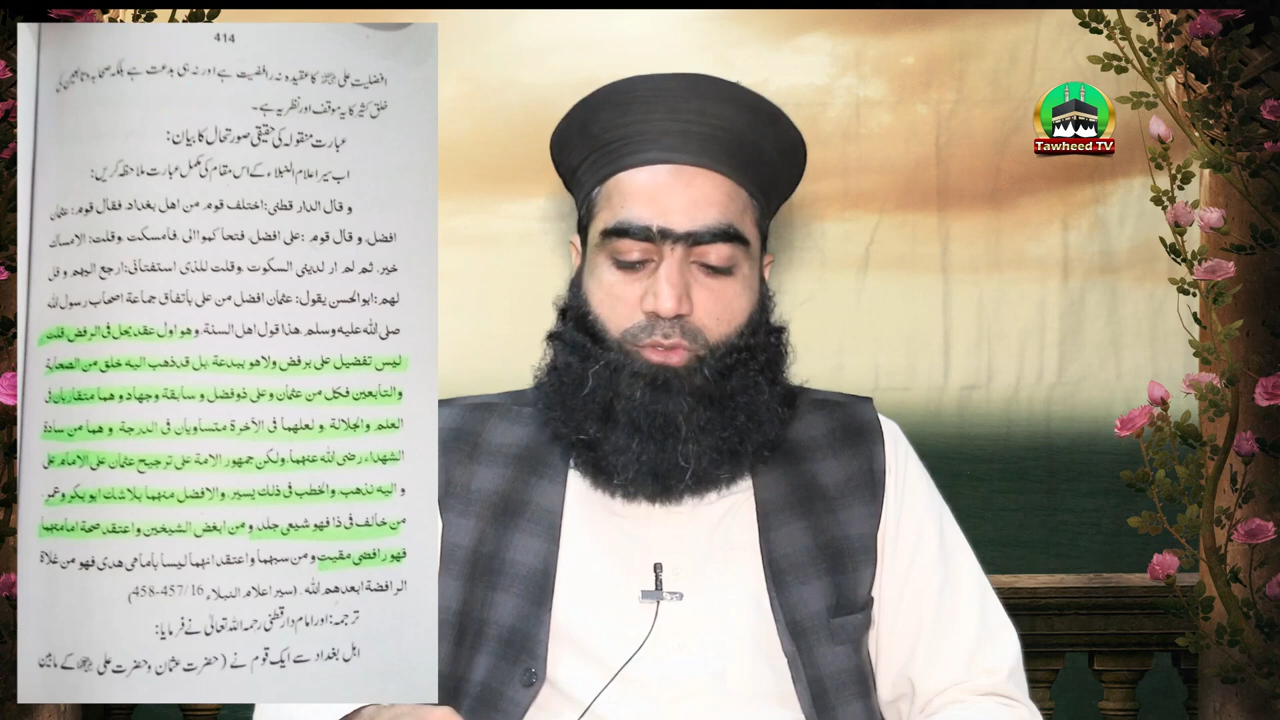 414
افضلیت علی ﷜ کا عقیدہ نہ رافضیت ہے اور نہ ہی بدعت ہے بلکہ صحابہ و تابعین کی
خلق کثیر کا یہ موقف اور نظریہ ہے۔
عبارت منقولہ کی حقیقی صورتحال کا بیان:
اب سیر اعلام النبلاء کے اس مقام کی مکمل عبارت ملاحظہ کریں:
و قال الدار قطنی: اختلف قوم من اهل بغداد فقال قوم: عثمان
افضل، و قال قوم: علی افضل، فتحا کموا الی، فامسکت، وقلت: الامساك
خیر، ثم لم ار لدینی السکوت، وقلت للذی استفتانی: ارجع الیهم و قل
لهم: ابوالحسن یقول: عثمان افضل من علی باتفاق جماعة اصحاب رسول الله
صلی الله علیه وسلم، هذا قول اهل السنة، وهو اول عقد یحل فی الرفض قلت
لیس تفضیل علی برفض ولا هو ببدعة، بل قد ذهب الیه خلق من الصحابة
والتابعین فکل من عثمان و علی ذو فضل و سابقة وجهاد و هما متقاربان فی
العلم والجلالة، و لعلهما فی الآخرة متساویان فی الدرجة، و هما من سادة
الشهداء رضی الله عنهما، ولکن جمهور الامة علی ترجیح عثمان علی الامام علی
و الیه نذهب، والخطب فی ذلك یسیر، والافضل منهما بلاشك ابو بکر و عمر،
من خالف فی ذا فهو شیعی جلد، و من ابغض الشیخین واعتقد صحة امامتهما
فهو رافضی مقیت و من سبهما و اعتقد انهما لیسا بامامی هدی فهو من غلاة
الرافضة ابعدهم الله۔ (سیر اعلام النبلاء 16/457-458)
ترجمہ: اور امام دار قطنی رحمہ اللہ تعالیٰ نے فرمایا:
اہل بغداد سے ایک قوم نے (حضرت عثمان و حضرت علی ﷠ کے مابین
Tawheed TV